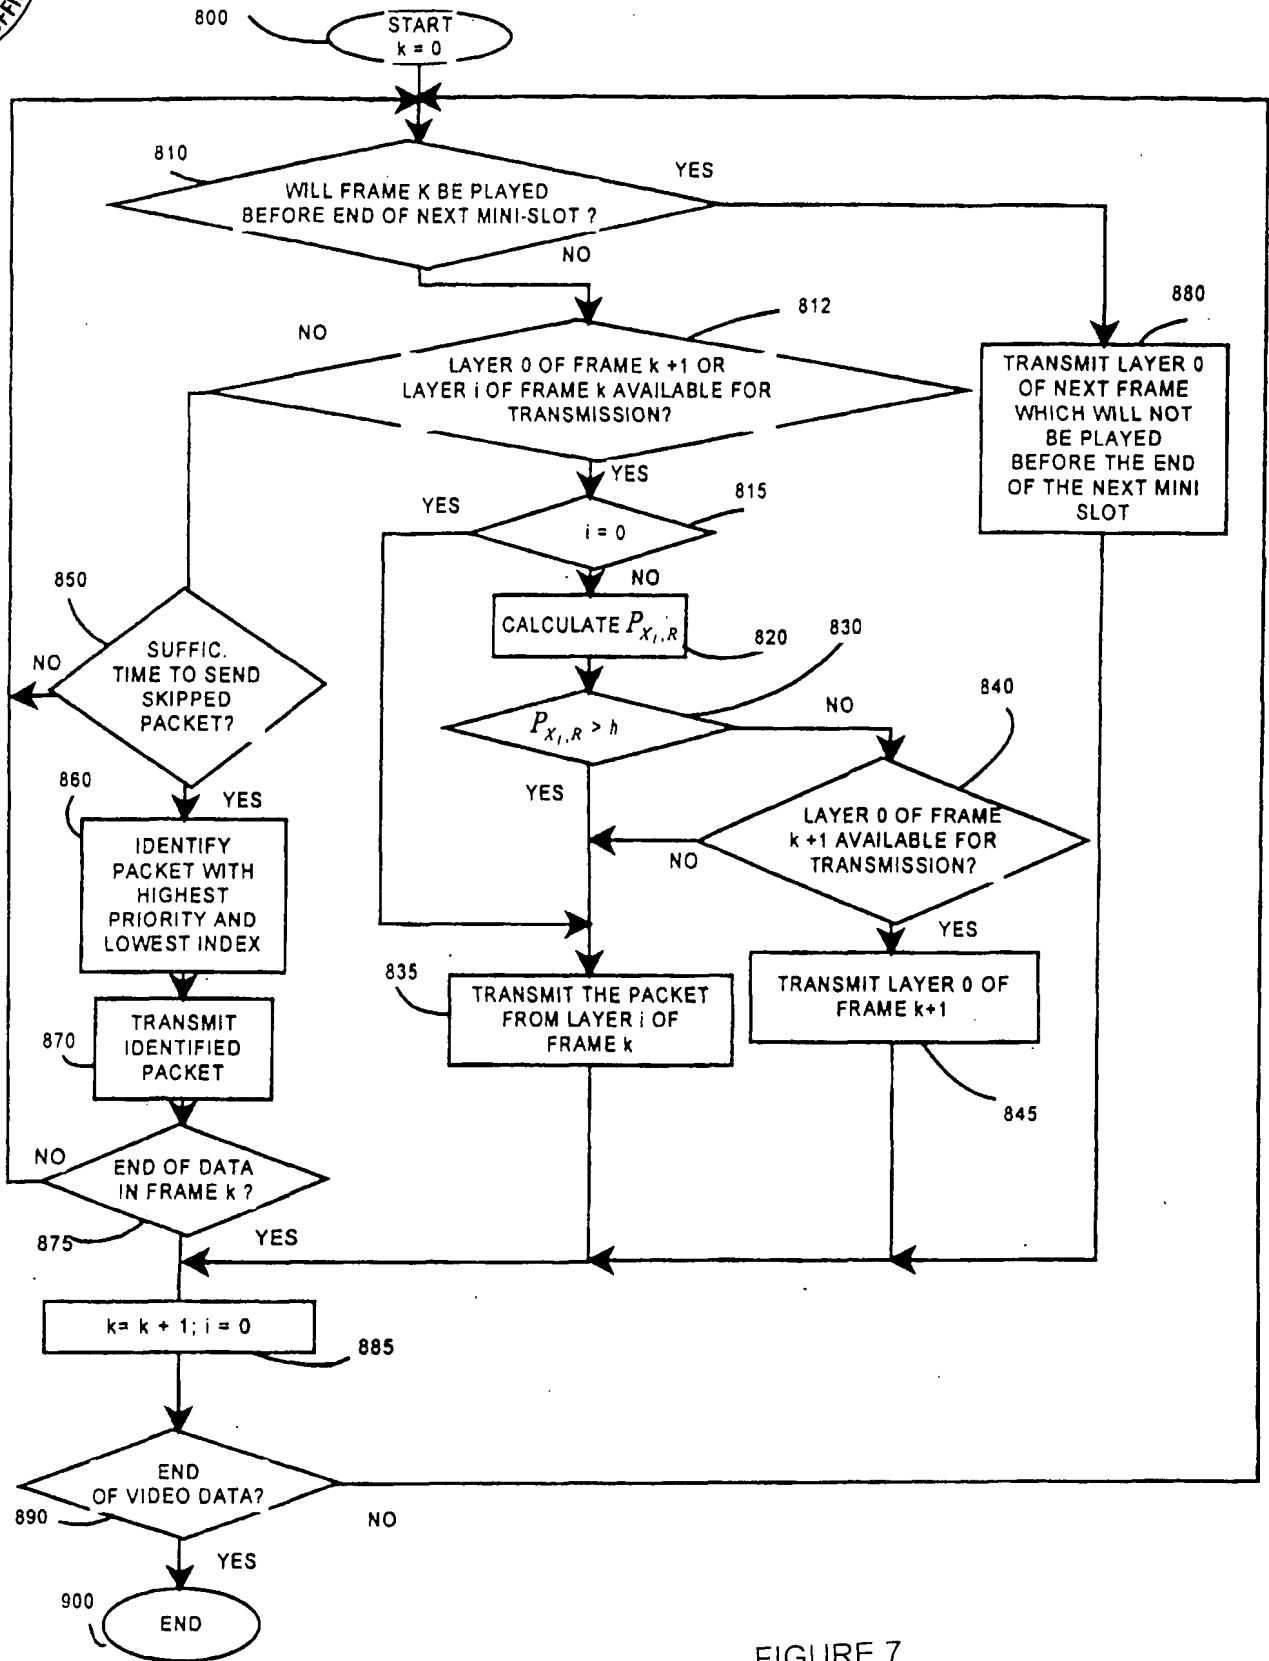 800
START
k = 0
810
YES
WILL FRAME K BE PLAYED
BEFORE END OF NEXT MINI-SLOT ?
NO
812
880
NO
LAYER 0 OF FRAME k +1 OR
LAYER i OF FRAME k AVAILABLE FOR
TRANSMISSION?
TRANSMIT LAYER 0
OF NEXT FRAME
WHICH WILL NOT
BE PLAYED
BEFORE THE END
OF THE NEXT MINI
SLOT
YES
815
YES
i = 0
NO
850
SUFFIC.
TIME TO SEND
SKIPPED
PACKET?
NO
CALCULATE P_{X_i,R}
820
830
840
P_{X_i,R} > h
NO
YES
860
YES
LAYER 0 OF FRAME
k +1 AVAILABLE FOR
TRANSMISSION?
NO
IDENTIFY
PACKET WITH
HIGHEST
PRIORITY AND
LOWEST INDEX
YES
835
TRANSMIT THE PACKET
FROM LAYER i OF
FRAME k
TRANSMIT LAYER 0 OF
FRAME k+1
870
TRANSMIT
IDENTIFIED
PACKET
845
NO
END OF DATA
IN FRAME k ?
875
YES
k= k + 1; i = 0
885
END
OF VIDEO DATA?
890
NO
YES
900
END
FIGURE 7